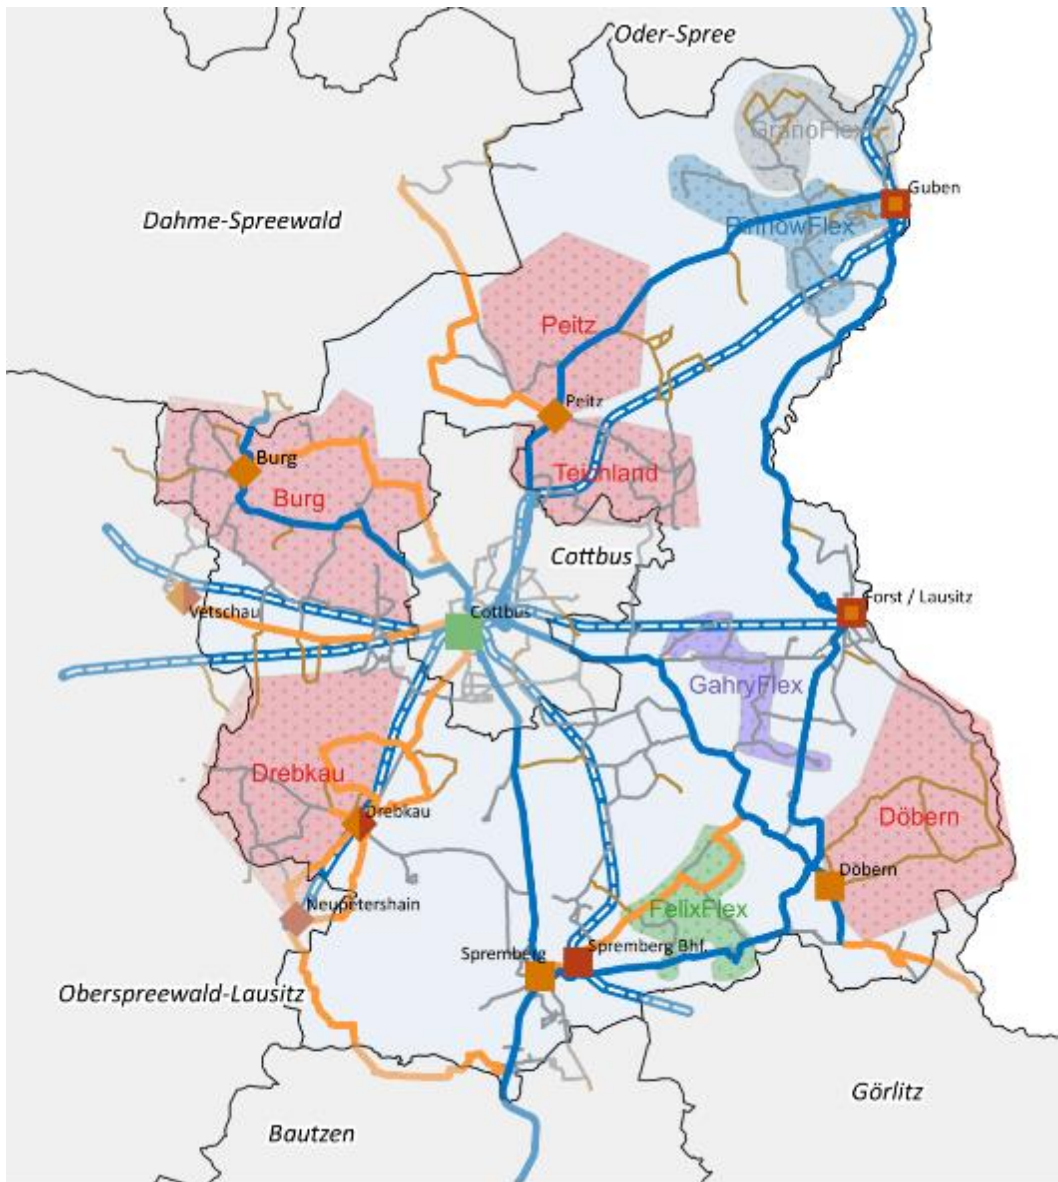 Oder-Spree
GranoFlex
Guben
Dahme-Spreewald
PinnowFlex
Peitz
Peitz
Burg
Teichland
Burg
Cottbus
Vetschau
Cottbus
Forst / Lausitz
GahryFlex
Drebkau
Drebkau
Döbern
Döbern
Neupetershain
FelixFlex
Spremberg
Spremberg Bhf.
Oberspreewald-Lausitz
Görlitz
Bautzen